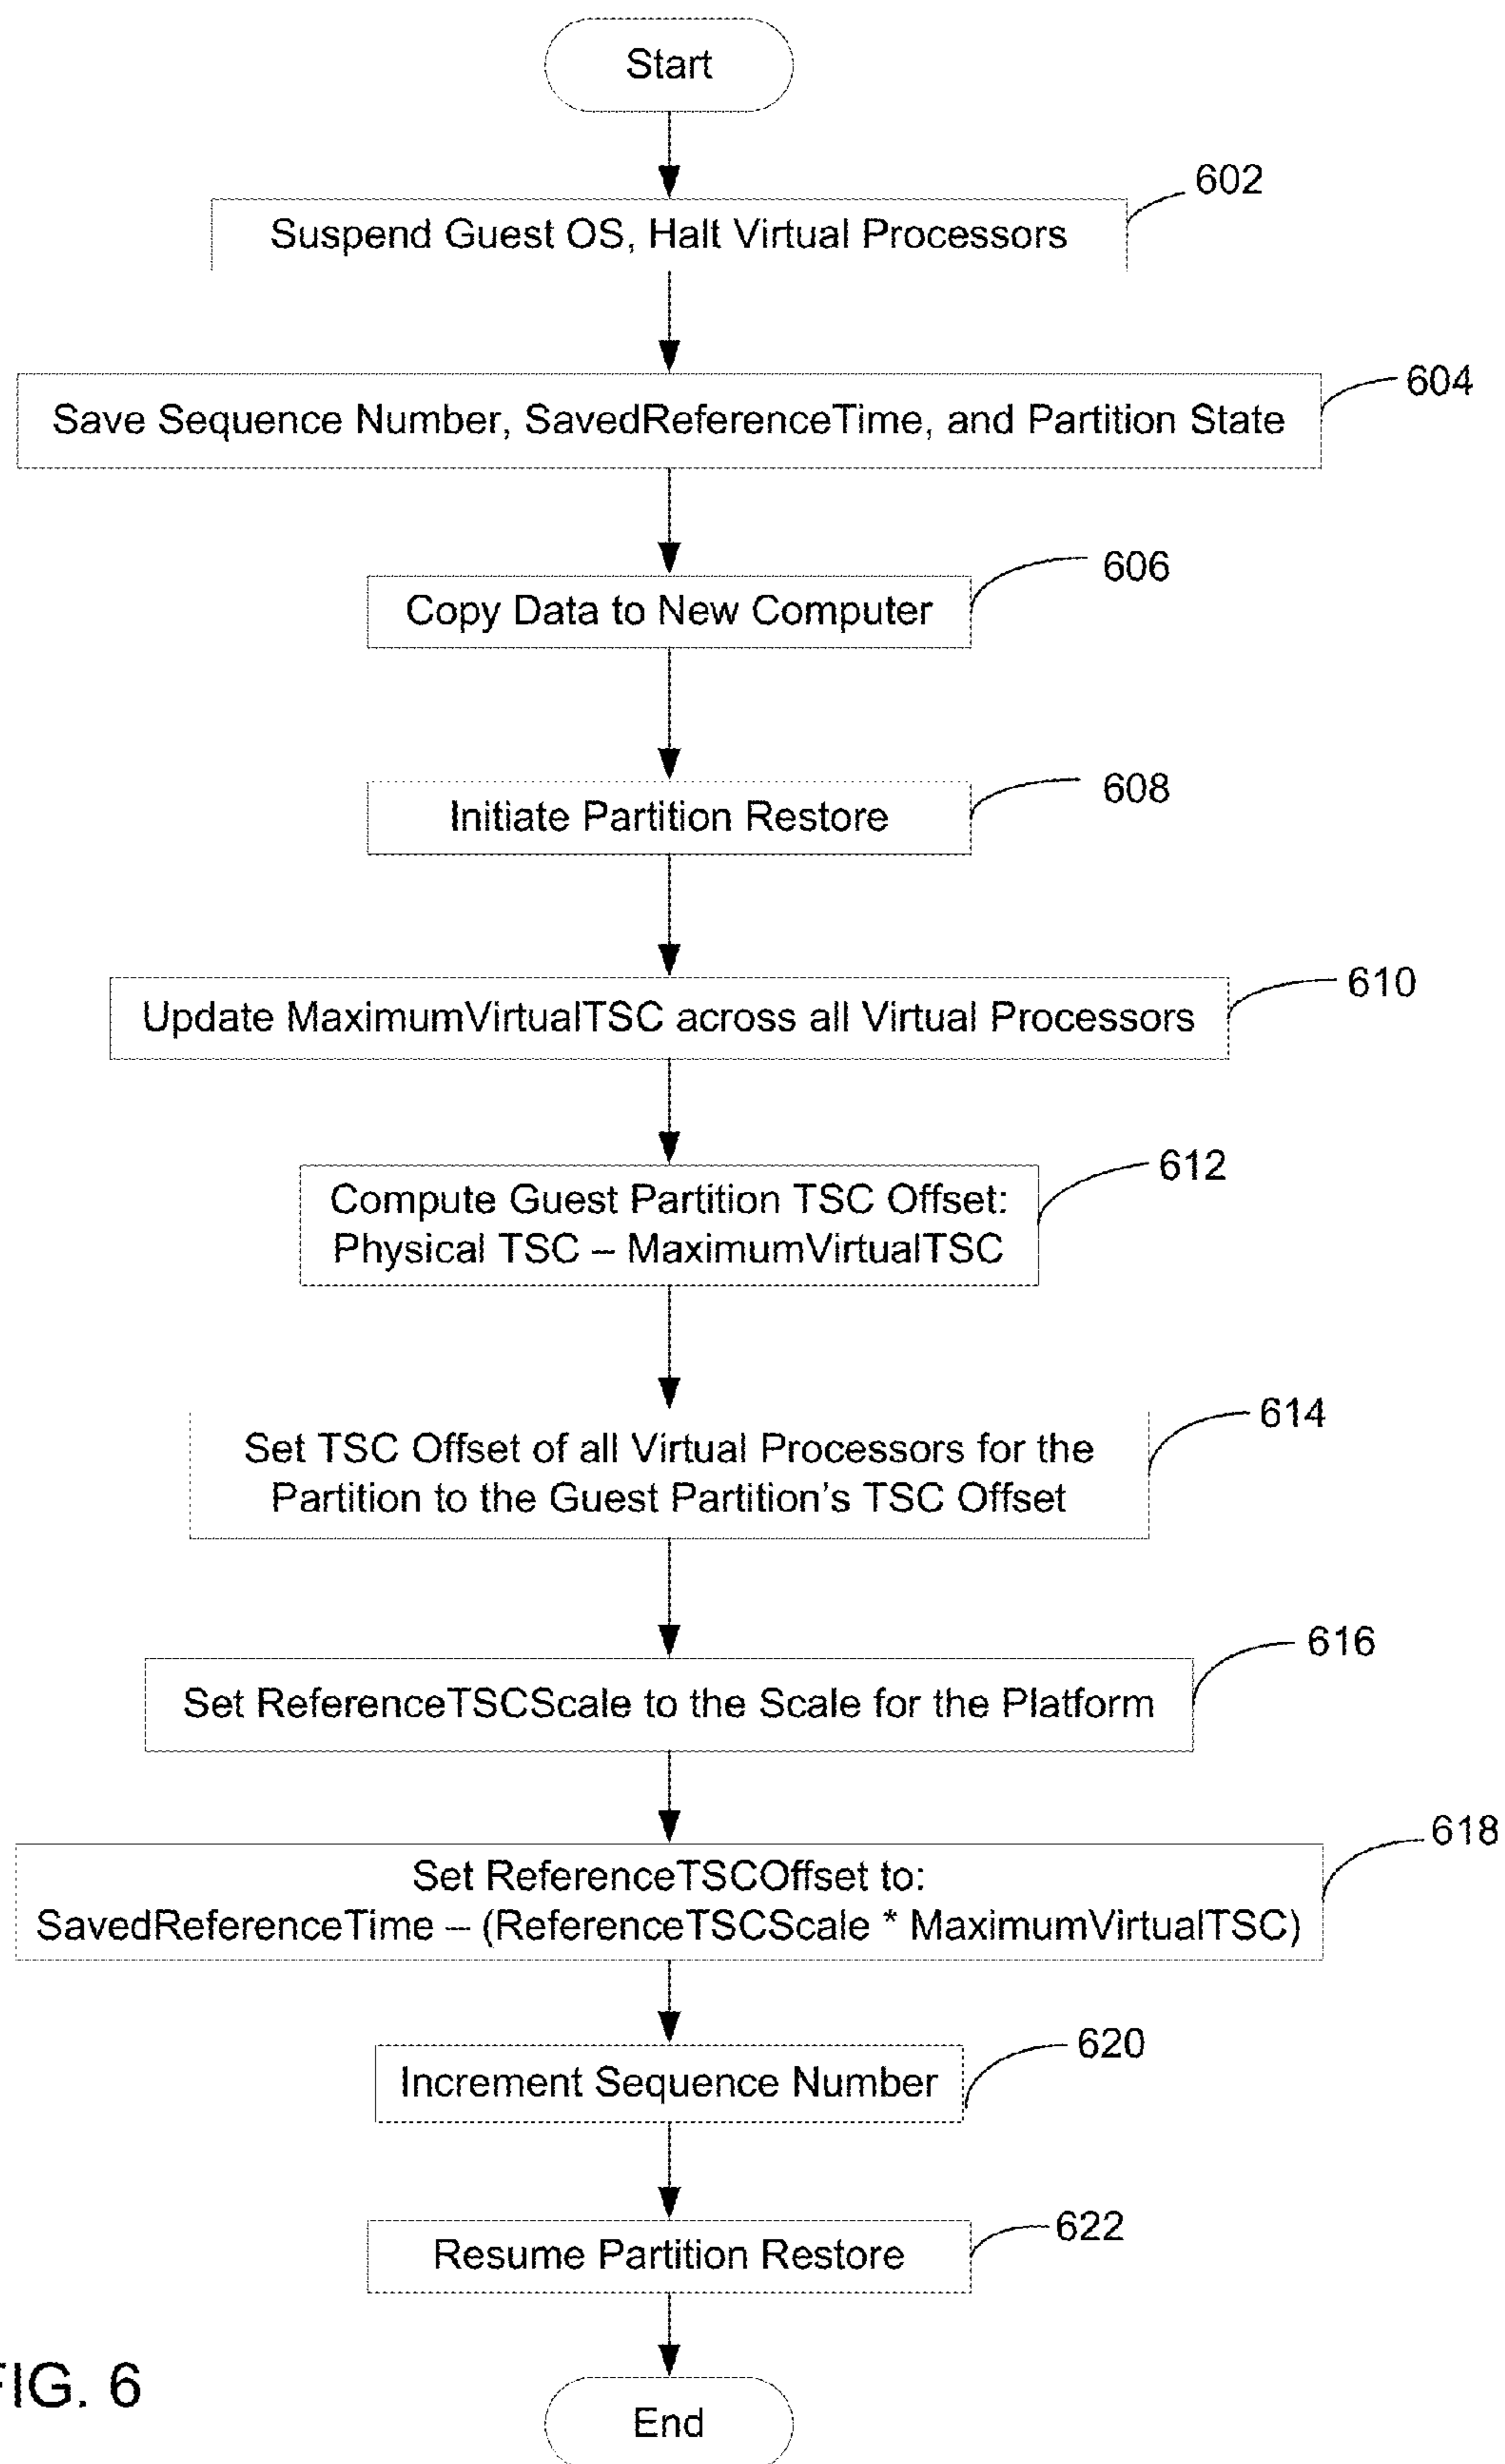 Start
602
Suspend Guest OS, Halt Virtual Processors
604
Save Sequence Number, SavedReferenceTime, and Partition State
606
Copy Data to New Computer
608
Initiate Partition Restore
610
Update MaximumVirtualTSC across all Virtual Processors
612
Compute Guest Partition TSC Offset:
Physical TSC – MaximumVirtualTSC
614
Set TSC Offset of all Virtual Processors for the
Partition to the Guest Partition's TSC Offset
616
Set ReferenceTSCScale to the Scale for the Platform
618
Set ReferenceTSCOffset to:
SavedReferenceTime – (ReferenceTSCScale * MaximumVirtualTSC)
620
Increment Sequence Number
622
Resume Partition Restore
FIG. 6
End